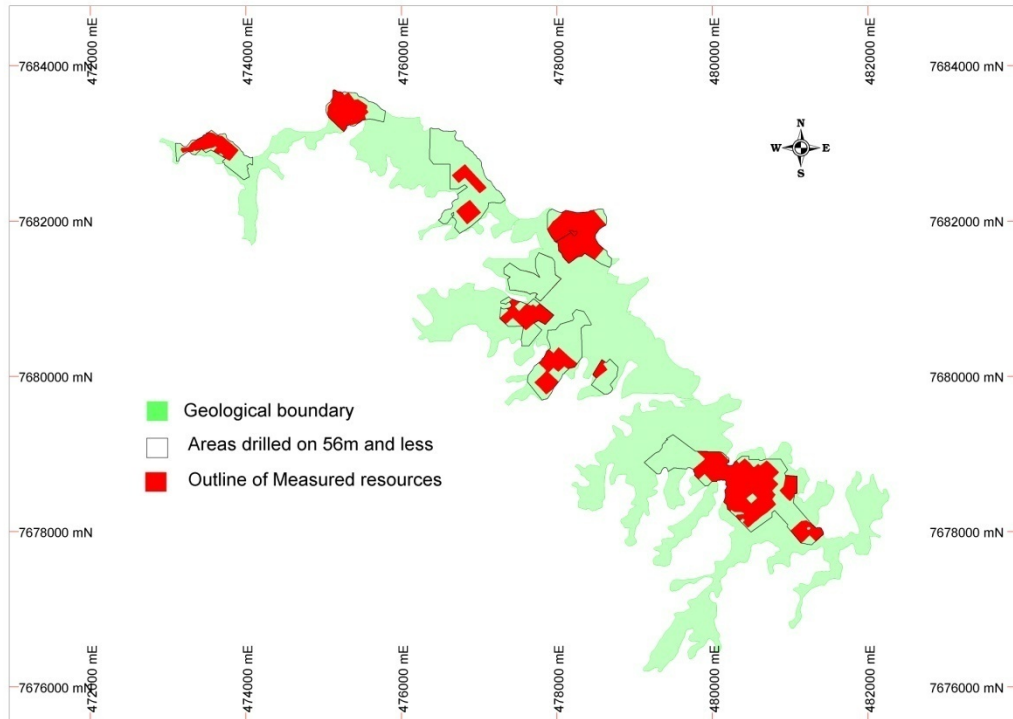 472000 mE
474000 mE
476000 mE
478000 mE
480000 mE
482000 mE
7684000 mN
7684000 mN
N
W
E
S
7682000 mN
7682000 mN
7680000 mN
7680000 mN
Geological boundary
Areas drilled on 56m and less
Outline of Measured resources
7678000 mN
7678000 mN
7676000 mN
7676000 mN
472000 mE
474000 mE
476000 mE
478000 mE
480000 mE
482000 mE